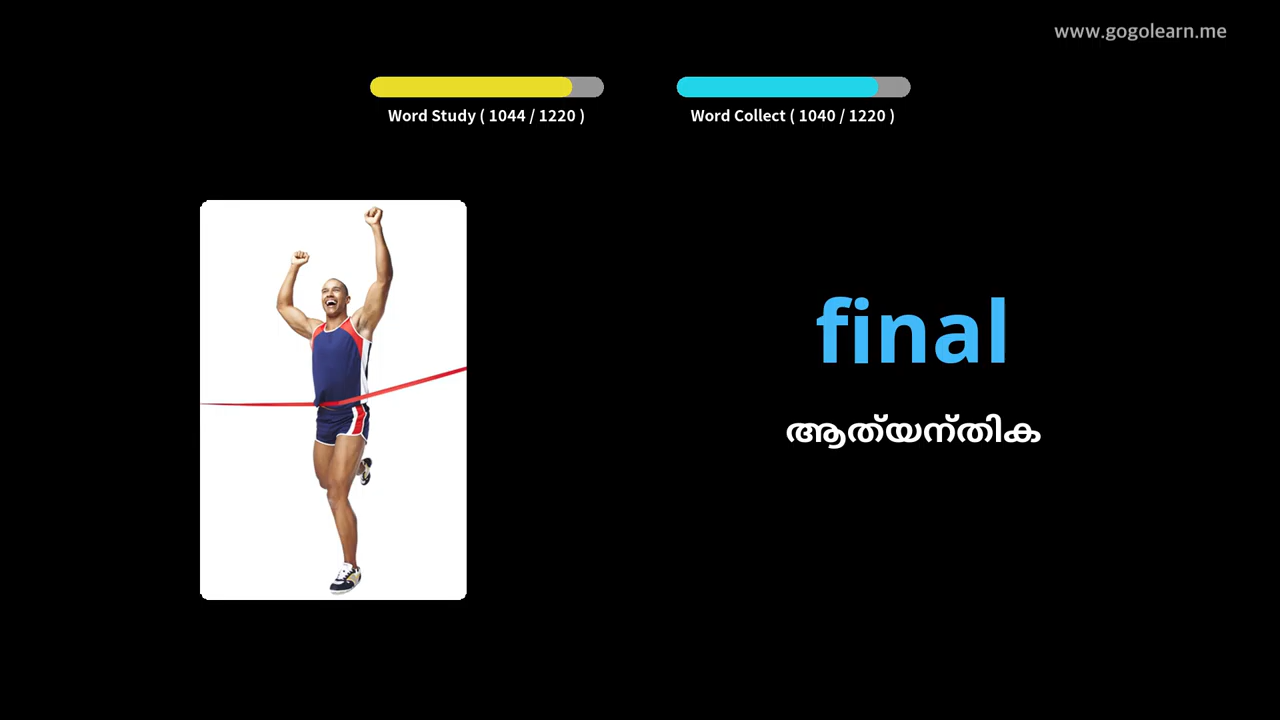 www.gogolearn.me
Word Study ( 1044 / 1220 )
Word Collect ( 1040 / 1220 )
final
ആത്യന്തിക